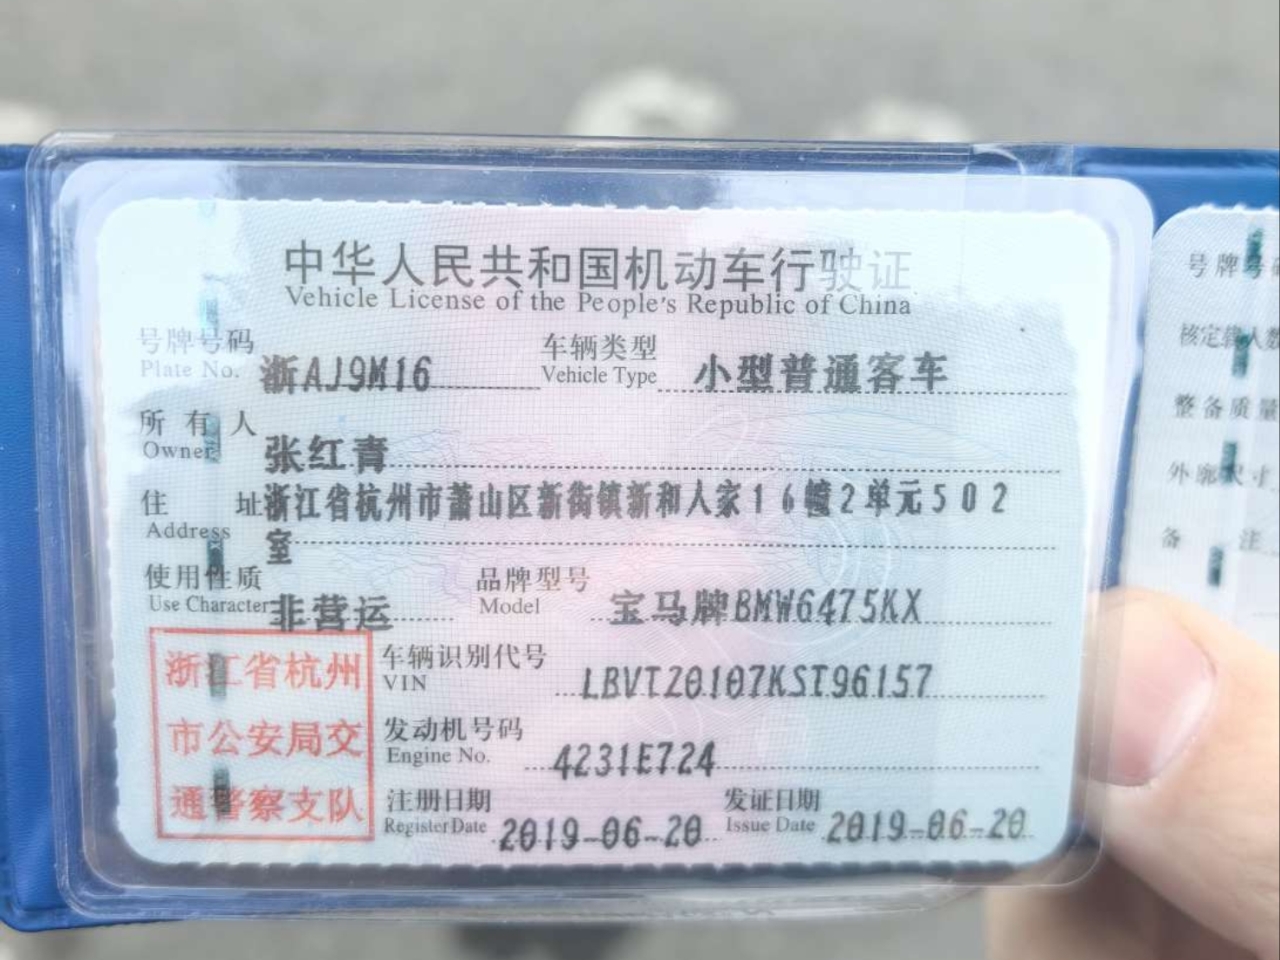 中华人民共和国机动车行驶证
Vehicle License of the People's Republic of China
号牌号码 浙AJ9M16 车辆类型 小型普通客车
Plate No. Vehicle Type
所有人 张红青
Owner
住址 浙江省杭州市萧山区新街镇新和人家16幢2单元502
Address 室
使用性质 非营运 品牌型号 宝马牌BMW6475KX
Use Character Model
浙江省杭州
市公安局交
通警察支队
车辆识别代号 LBVTZ0107KST96157
VIN
发动机号码 4231E724
Engine No.
注册日期 2019-06-20 发证日期 2019-06-20
Register Date Issue Date
号牌号
核定载人数
整备质量
外廓尺寸
备注